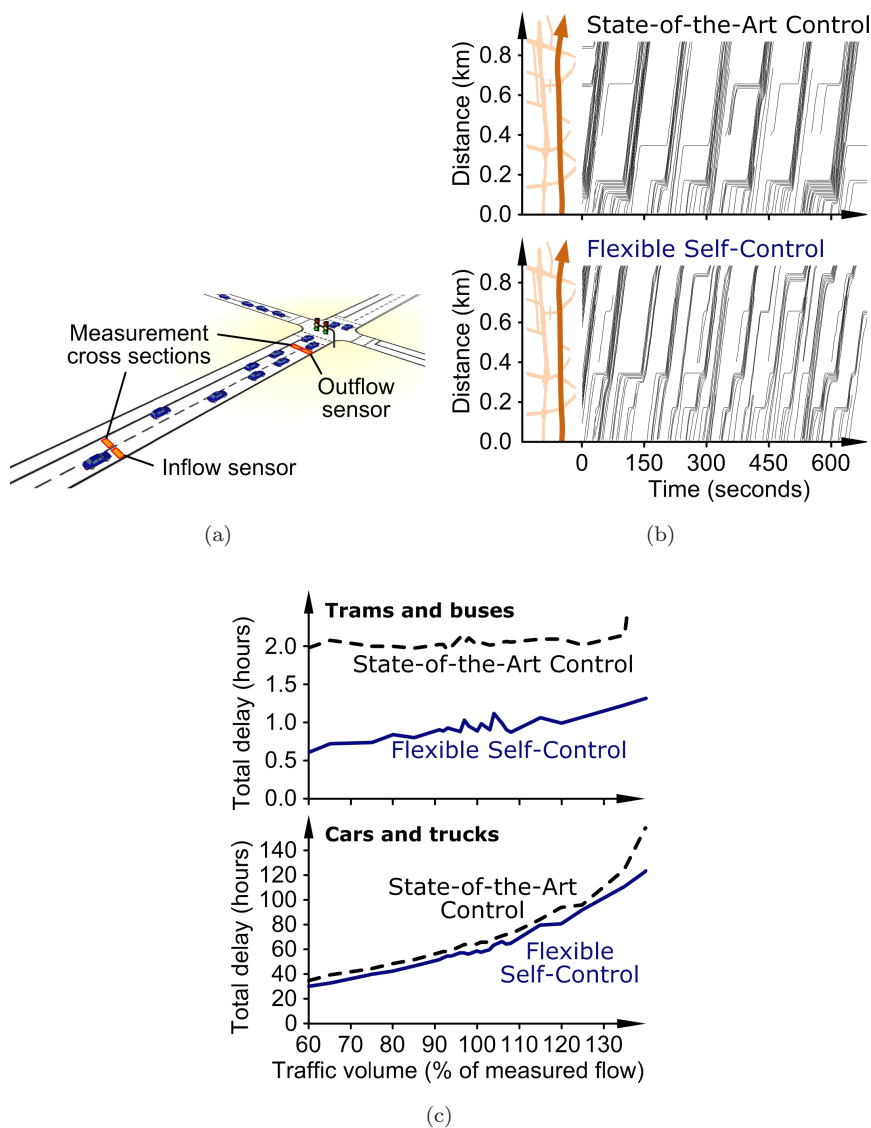 Measurement
cross sections
Outflow
sensor
Inflow sensor
(a)
State-of-the-Art Control
Distance (km)
0.8
0.6
0.4
0.2
0.0
Flexible Self-Control
Distance (km)
0.8
0.6
0.4
0.2
0.0
0 150 300 450 600
Time (seconds)
(b)
Trams and buses
Total delay (hours)
2.0
1.5
1.0
0.5
0.0
State-of-the-Art Control
Flexible Self-Control
Cars and trucks
Total delay (hours)
140
120
100
80
60
40
20
0
State-of-the-Art
Control
Flexible
Self-Control
60 70 80 90 100 110 120 130
Traffic volume (% of measured flow)
(c)